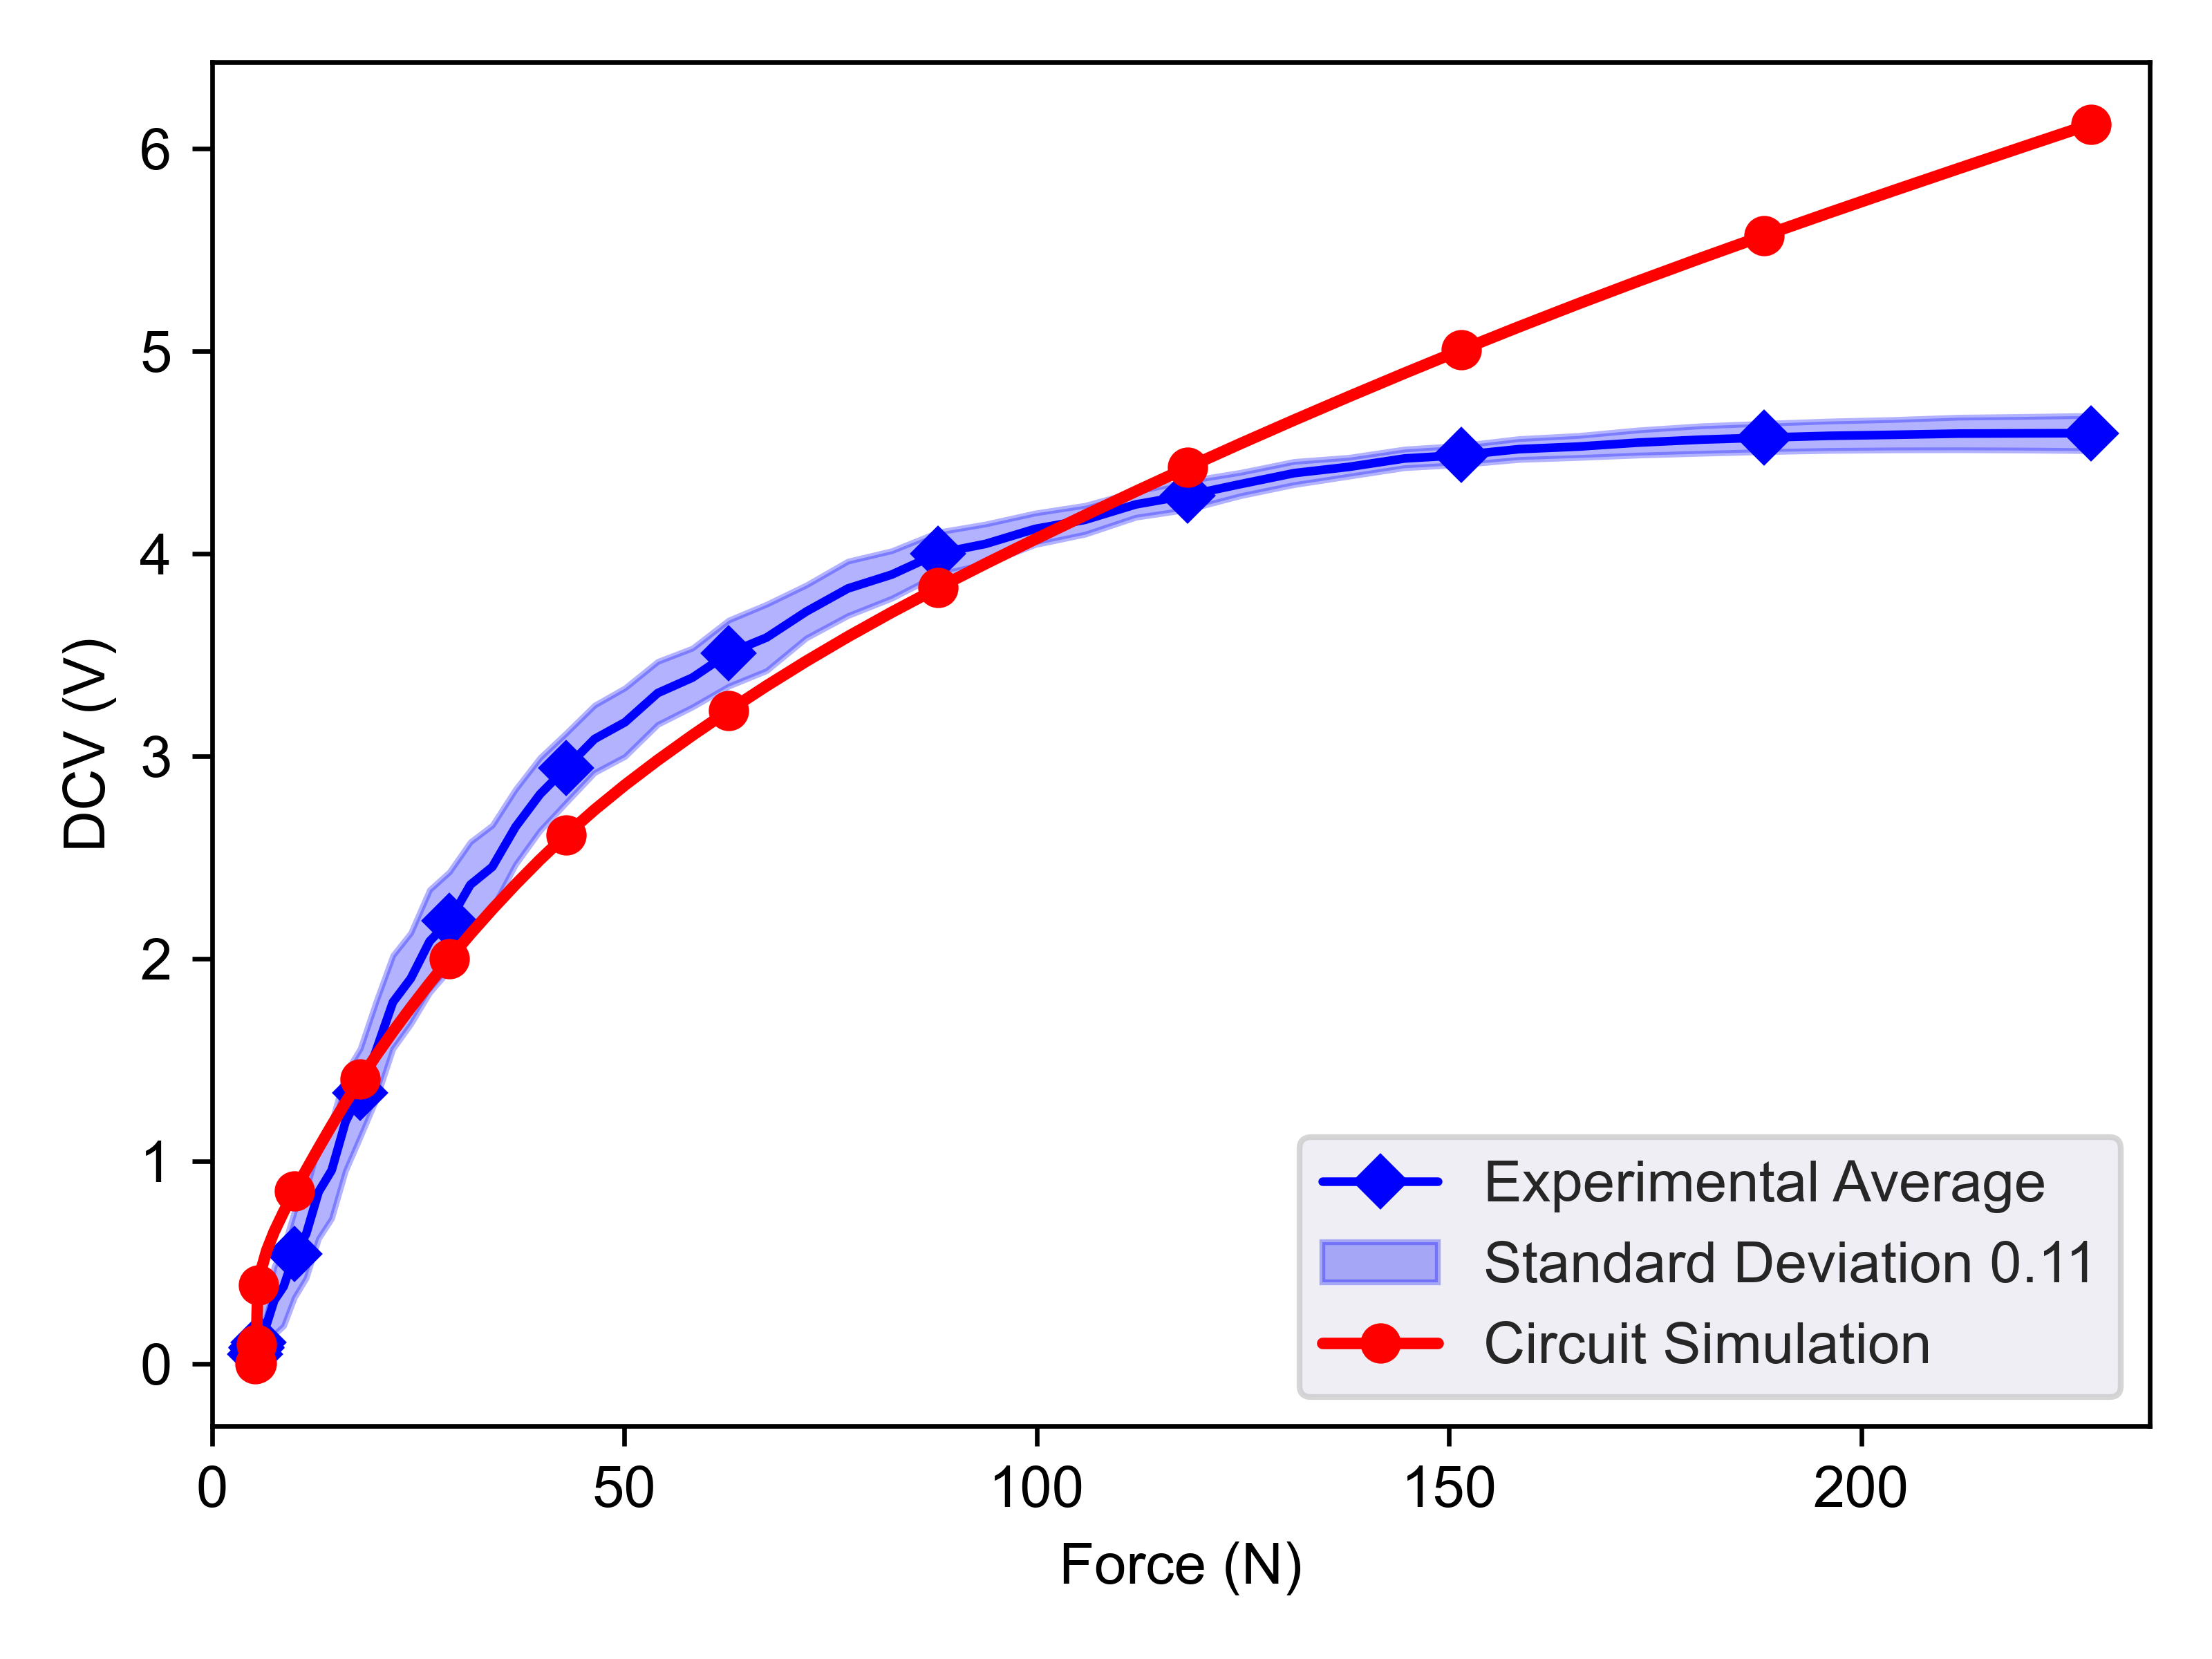 6
5
4
3
2
1
0
DCV (V)
0 50 100 150 200
Force (N)
Experimental Average
Standard Deviation 0.11
Circuit Simulation